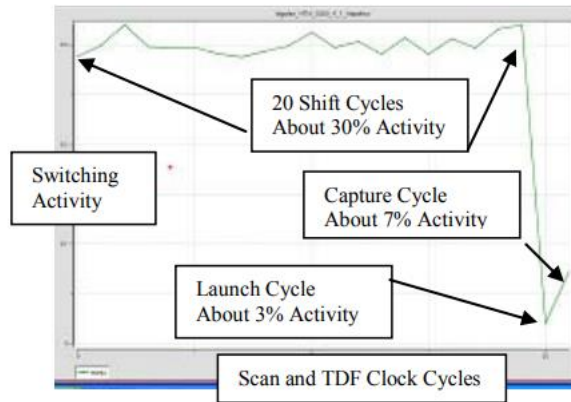 20 Shift Cycles
About 30% Activity
Switching
Activity
Capture Cycle
About 7% Activity
Launch Cycle
About 3% Activity
Scan and TDF Clock Cycles